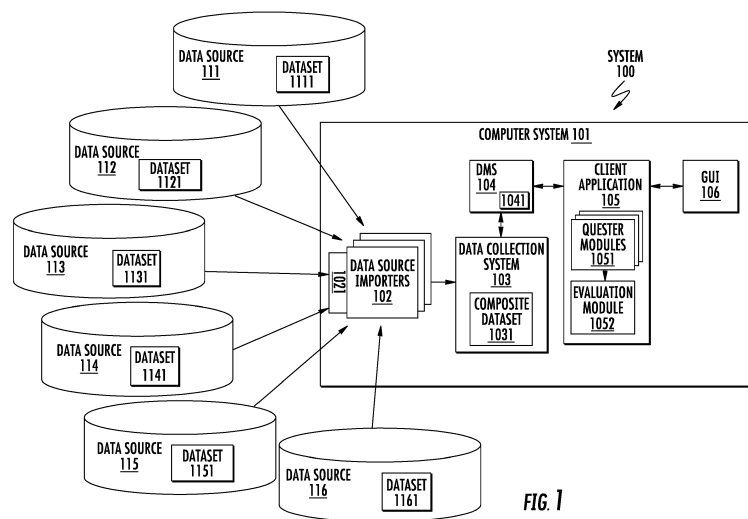 DATA SOURCE
111
DATASET
1111
SYSTEM
100
DATA SOURCE
112
DATASET
1121
COMPUTER SYSTEM 101
DMS
104
1041
CLIENT
APPLICATION
105
GUI
106
QUESTER
MODULES
1051
EVALUATION
MODULE
1052
DATA SOURCE
113
DATASET
1131
1021
DATA SOURCE
IMPORTERS
102
DATA COLLECTION
SYSTEM
103
COMPOSITE
DATASET
1031
DATA SOURCE
114
DATASET
1141
DATA SOURCE
115
DATASET
1151
DATA SOURCE
116
DATASET
1161
FIG. 1